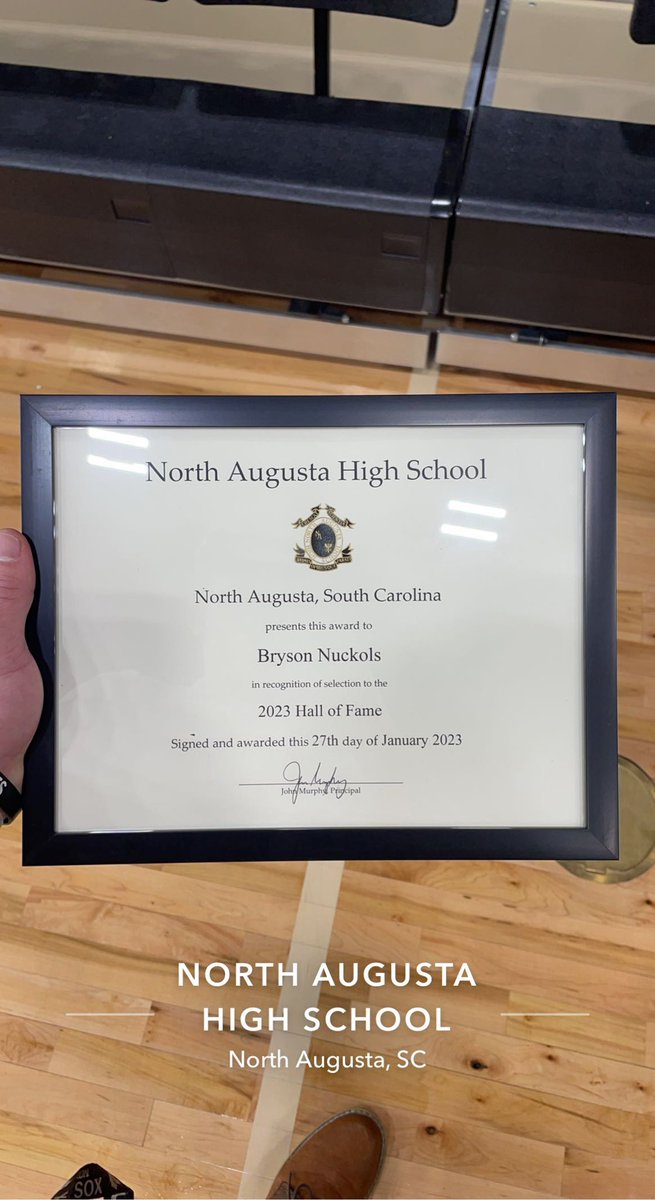 North Augusta High School
North Augusta, South Carolina
presents this award to
Bryson Nuckols
in recognition of selection to the
2023 Hall of Fame
Signed and awarded this 27th day of January 2023
John Murphy, Principal
NORTH AUGUSTA
HIGH SCHOOL
North Augusta, SC
SOX